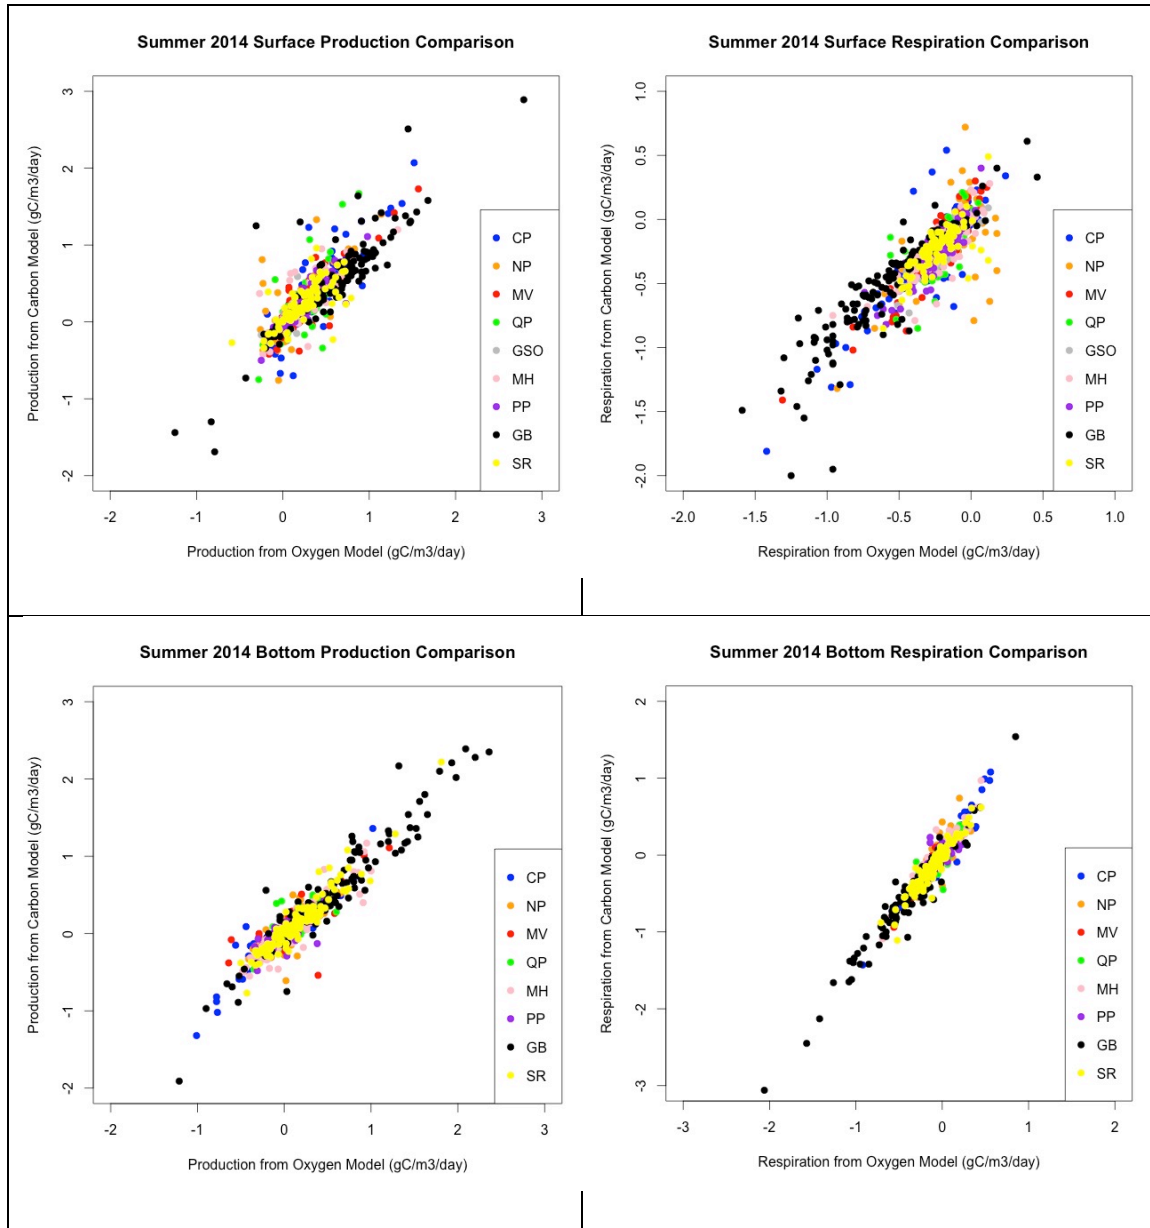 Summer 2014 Surface Production Comparison
Production from Carbon Model (gC/m3/day)
3
2
1
0
-1
-2
-2
-1
0
1
2
3
Production from Oxygen Model (gC/m3/day)
CP
NP
MV
QP
GSO
MH
PP
GB
SR
Summer 2014 Surface Respiration Comparison
Respiration from Carbon Model (gC/m3/day)
1.0
0.5
0.0
-0.5
-1.0
-1.5
-2.0
-2.0
-1.5
-1.0
-0.5
0.0
0.5
1.0
Respiration from Oxygen Model (gC/m3/day)
CP
NP
MV
QP
GSO
MH
PP
GB
SR
Summer 2014 Bottom Production Comparison
Production from Carbon Model (gC/m3/day)
3
2
1
0
-1
-2
-2
-1
0
1
2
3
Production from Oxygen Model (gC/m3/day)
CP
NP
MV
QP
MH
PP
GB
SR
Summer 2014 Bottom Respiration Comparison
Respiration from Carbon Model (gC/m3/day)
2
1
0
-1
-2
-3
-3
-2
-1
0
1
2
Respiration from Oxygen Model (gC/m3/day)
CP
NP
MV
QP
MH
PP
GB
SR